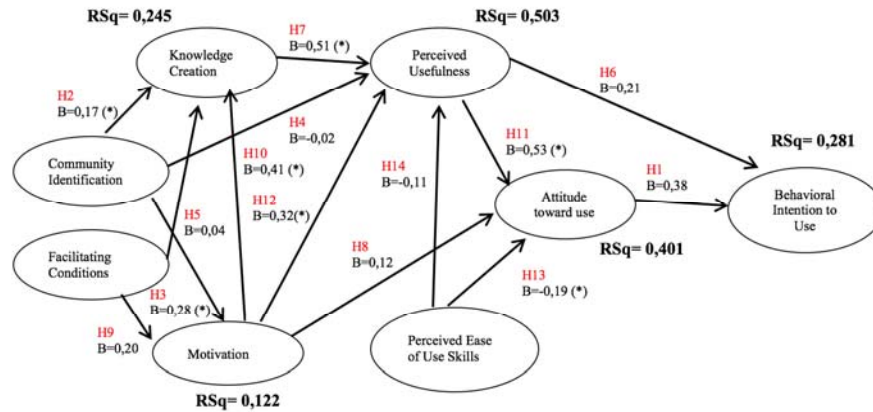 RSq= 0,245
RSq= 0,503
H7
B=0,51 (*)
Knowledge
Creation
Perceived
Usefulness
H6
B=0,21
H2
B=0,17 (*)
H4
B=-0,02
H11
B=0,53 (*)
RSq= 0,281
H10
B=0,41 (*)
H14
B=-0,11
H1
B=0,38
Community
Identification
H12
B=0,32(*)
Attitude
toward use
Behavioral
Intention to
Use
H5
B=0,04
RSq= 0,401
Facilitating
Conditions
H8
B=0,12
H13
B=-0,19 (*)
H3
B=0,28 (*)
H9
B=0,20
Motivation
Perceived Ease
of Use Skills
RSq= 0,122